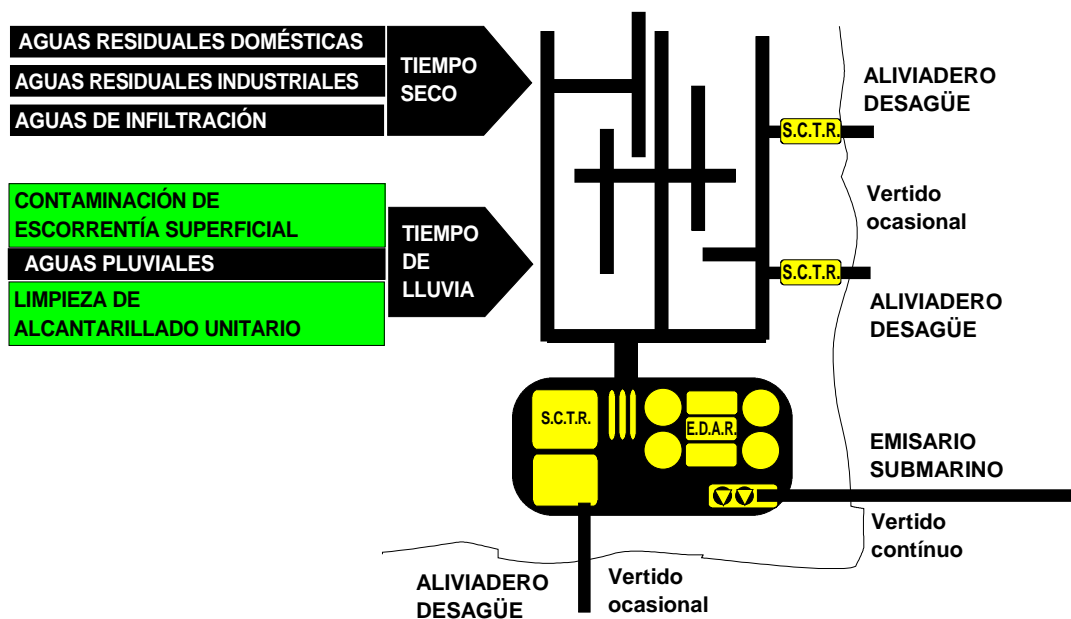 AGUAS RESIDUALES DOMÉSTICAS
AGUAS RESIDUALES INDUSTRIALES
AGUAS DE INFILTRACIÓN
TIEMPO
SECO
CONTAMINACIÓN DE
ESCORRENTÍA SUPERFICIAL
AGUAS PLUVIALES
LIMPIEZA DE
ALCANTARILLADO UNITARIO
TIEMPO
DE
LLUVIA
ALIVIADERO
DESAGÜE
S.C.T.R.
Vertido
ocasional
S.C.T.R.
ALIVIADERO
DESAGÜE
S.C.T.R.
E.D.A.R.
EMISARIO
SUBMARINO
Vertido
contínuo
ALIVIADERO
DESAGÜE
Vertido
ocasional